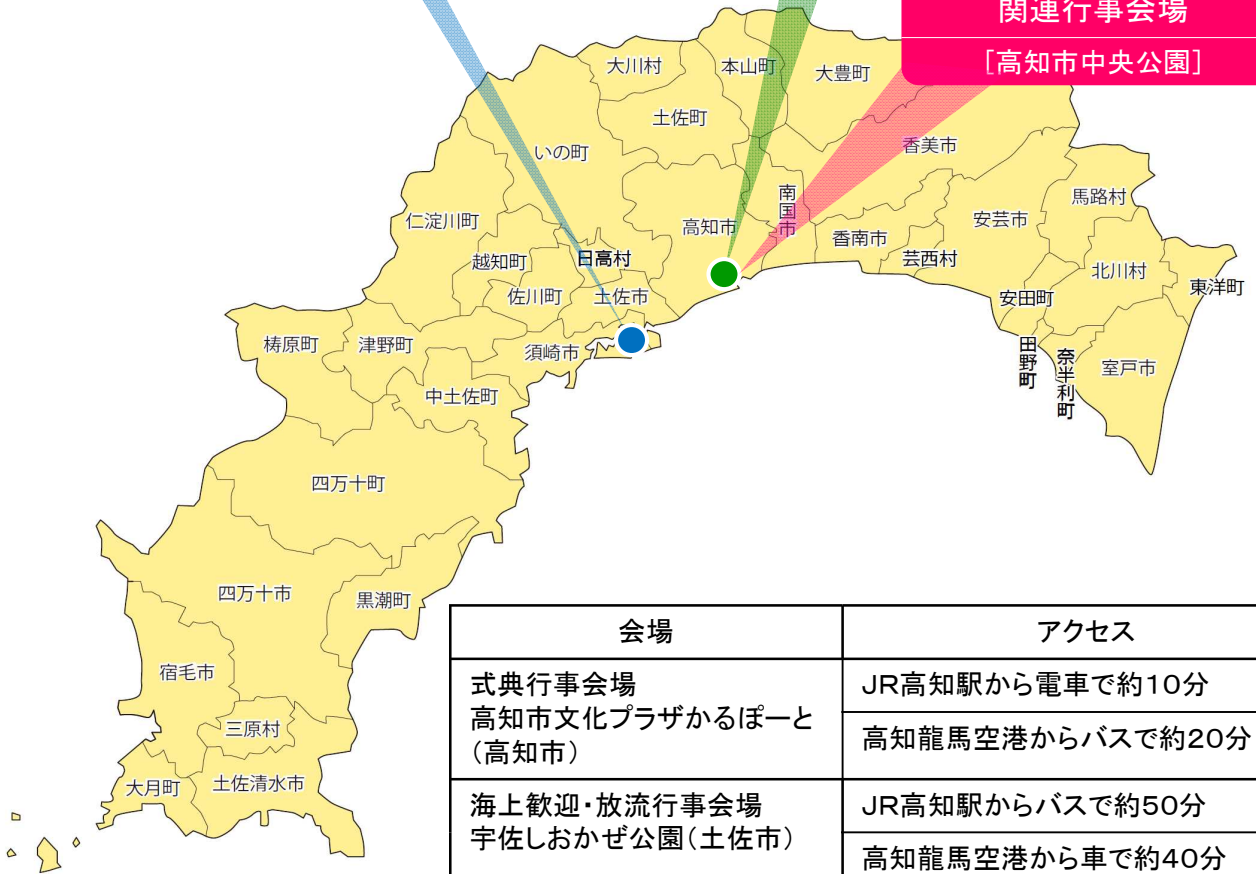 関連行事会場
[高知市中央公園]
大川村
本山町
大豊町
土佐町
いの町
香美市
馬路村
南国市
仁淀川町
高知市
安芸市
香南市
越知町
日高村
芸西村
北川村
佐川町
土佐市
安田町
東洋町
梼原町
津野町
須崎市
田野町
奈半利町
室戸市
中土佐町
四万十町
四万十市
黒潮町
宿毛市
三原村
大月町
土佐清水市
会場
アクセス
式典行事会場
高知市文化プラザかるぽーと
(高知市)
JR高知駅から電車で約10分
高知龍馬空港からバスで約20分
海上歓迎・放流行事会場
宇佐しおかぜ公園(土佐市)
JR高知駅からバスで約50分
高知龍馬空港から車で約40分